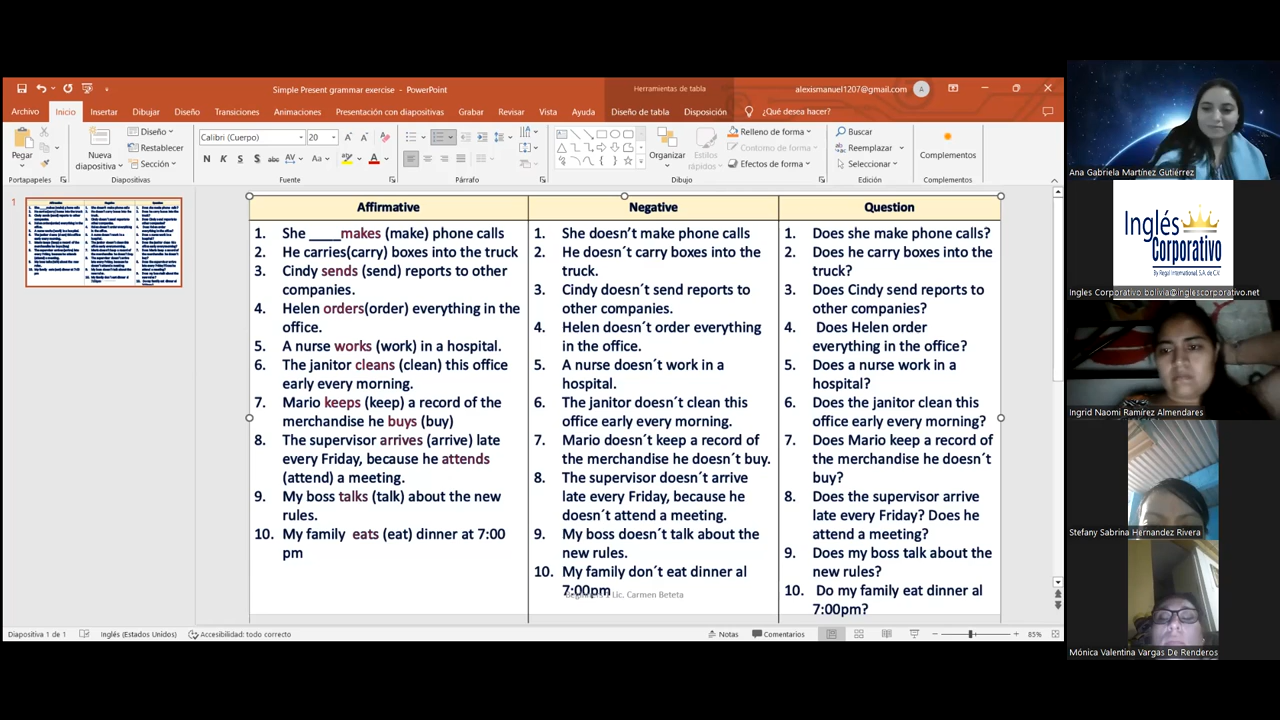 Simple Present grammar exercise - PowerPoint
Herramientas de tabla
alexismanuel1207@gmail.com
A
Archivo
Inicio
Insertar
Dibujar
Diseño
Transiciones
Animaciones
Presentación con diapositivas
Grabar
Revisar
Vista
Ayuda
Diseño de tabla
Disposición
¿Qué desea hacer?
Pegar
Nueva diapositiva
Diseño
Restablecer
Sección
Calibri (Cuerpo)
20
Organizar
Estilos rápidos
Relleno de forma
Contorno de forma
Efectos de forma
Buscar
Reemplazar
Seleccionar
Complementos
Portapapeles
Diapositivas
Fuente
Párrafo
Dibujo
Edición
Complementos
1
Affirmative
1. She ____makes (make) phone calls
2. He carries(carry) boxes into the truck
3. Cindy sends (send) reports to other
companies.
4. Helen orders(order) everything in the
office.
5. A nurse works (work) in a hospital.
6. The janitor cleans (clean) this office
early every morning.
7. Mario keeps (keep) a record of the
merchandise he buys (buy)
8. The supervisor arrives (arrive) late
every Friday, because he attends
(attend) a meeting.
9. My boss talks (talk) about the new
rules.
10. My family eats (eat) dinner at 7:00
pm
Negative
1. She doesn’t make phone calls
2. He doesn´t carry boxes into the
truck.
3. Cindy doesn´t send reports to
other companies.
4. Helen doesn´t order everything
in the office.
5. A nurse doesn´t work in a
hospital.
6. The janitor doesn´t clean this
office early every morning.
7. Mario doesn´t keep a record of
the merchandise he doesn´t buy.
8. The supervisor doesn´t arrive
late every Friday, because he
doesn´t attend a meeting.
9. My boss doesn´t talk about the
new rules.
10. My family don´t eat dinner al
7:00pm
Lic. Carmen Beteta
Question
1. Does she make phone calls?
2. Does he carry boxes into the
truck?
3. Does Cindy send reports to
other companies?
4. Does Helen order
everything in the office?
5. Does a nurse work in a
hospital?
6. Does the janitor clean this
office early every morning?
7. Does Mario keep a record of
the merchandise he doesn´t
buy?
8. Does the supervisor arrive
late every Friday? Does he
attend a meeting?
9. Does my boss talk about the
new rules?
10. Do my family eat dinner al
7:00pm?
Diapositiva 1 de 1
Inglés (Estados Unidos)
Accesibilidad: todo correcto
Notas
Comentarios
85%
Ana Gabriela Martínez Gutiérrez
Inglés
Corporativo
By Regal International, S.A. de C.V.
Ingles Corporativo bolivia@inglescorporativo.net
Ingrid Naomi Ramírez Almendares
Stefany Sabrina Hernandez Rivera
Mónica Valentina Vargas De Renderos